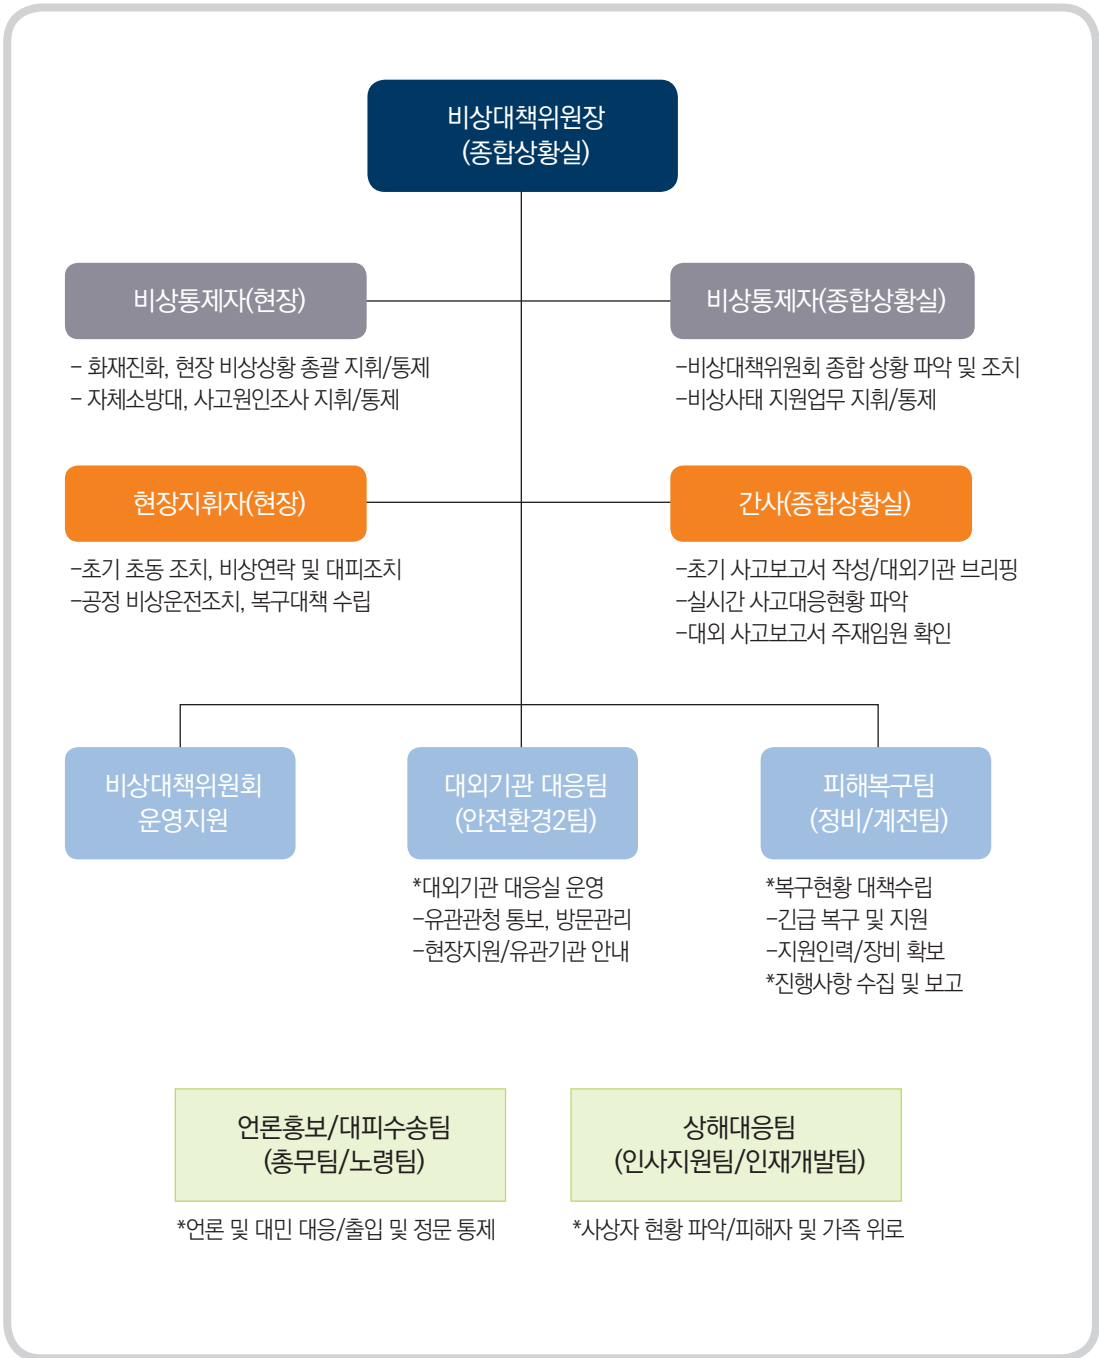 비상대책위원장
(종합상황실)
비상통제자(현장)
- 화재진화, 현장 비상상황 총괄 지휘/통제
- 자체소방대, 사고원인조사 지휘/통제
비상통제자(종합상황실)
-비상대책위원회 종합 상황 파악 및 조치
-비상사태 지원업무 지휘/통제
현장지휘자(현장)
-초기 초동 조치, 비상연락 및 대피조치
-공정 비상운전조치, 복구대책 수립
간사(종합상황실)
-초기 사고보고서 작성/대외기관 브리핑
-실시간 사고대응현황 파악
-대외 사고보고서 주재임원 확인
비상대책위원회
운영지원
대외기관 대응팀
(안전환경2팀)
*대외기관 대응실 운영
-유관관청 통보, 방문관리
-현장지원/유관기관 안내
피해복구팀
(정비/계전팀)
*복구현황 대책수립
-긴급 복구 및 지원
-지원인력/장비 확보
*진행사항 수집 및 보고
언론홍보/대피수송팀
(총무팀/노령팀)
*언론 및 대민 대응/출입 및 정문 통제
상해대응팀
(인사지원팀/인재개발팀)
*사상자 현황 파악/피해자 및 가족 위로